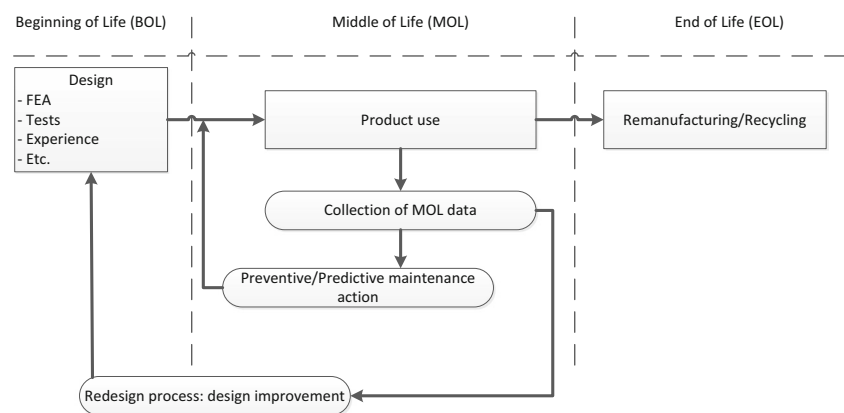 Beginning of Life (BOL)
Middle of Life (MOL)
End of Life (EOL)
Design
- FEA
- Tests
- Experience
- Etc.
Product use
Remanufacturing/Recycling
Collection of MOL data
Preventive/Predictive maintenance
action
Redesign process: design improvement